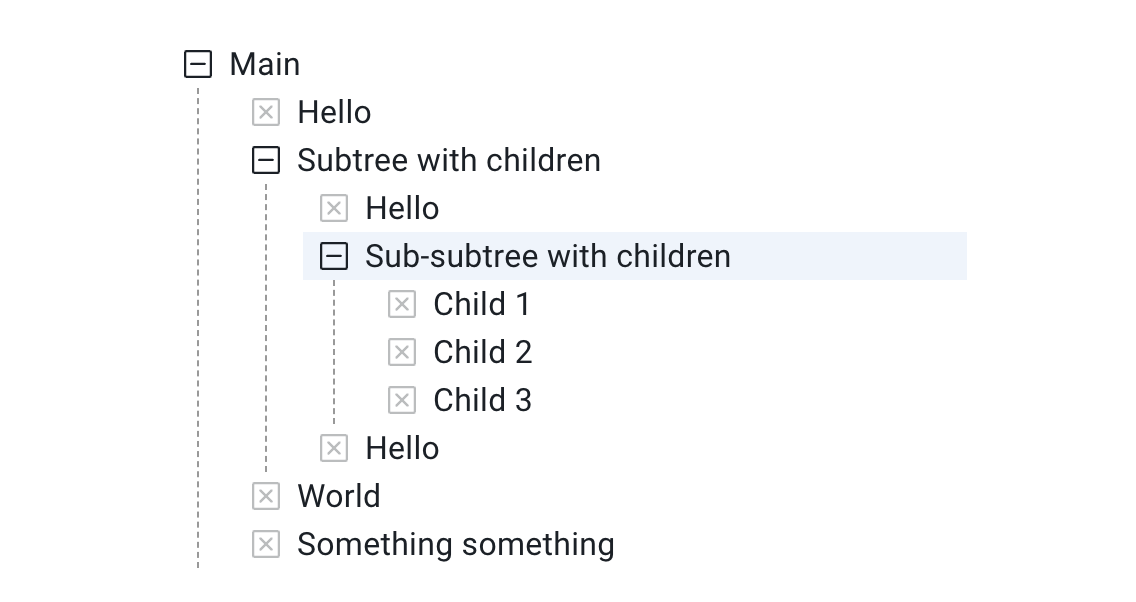 Main
Hello
Subtree with children
Hello
Sub-subtree with children
Child 1
Child 2
Child 3
Hello
World
Something something